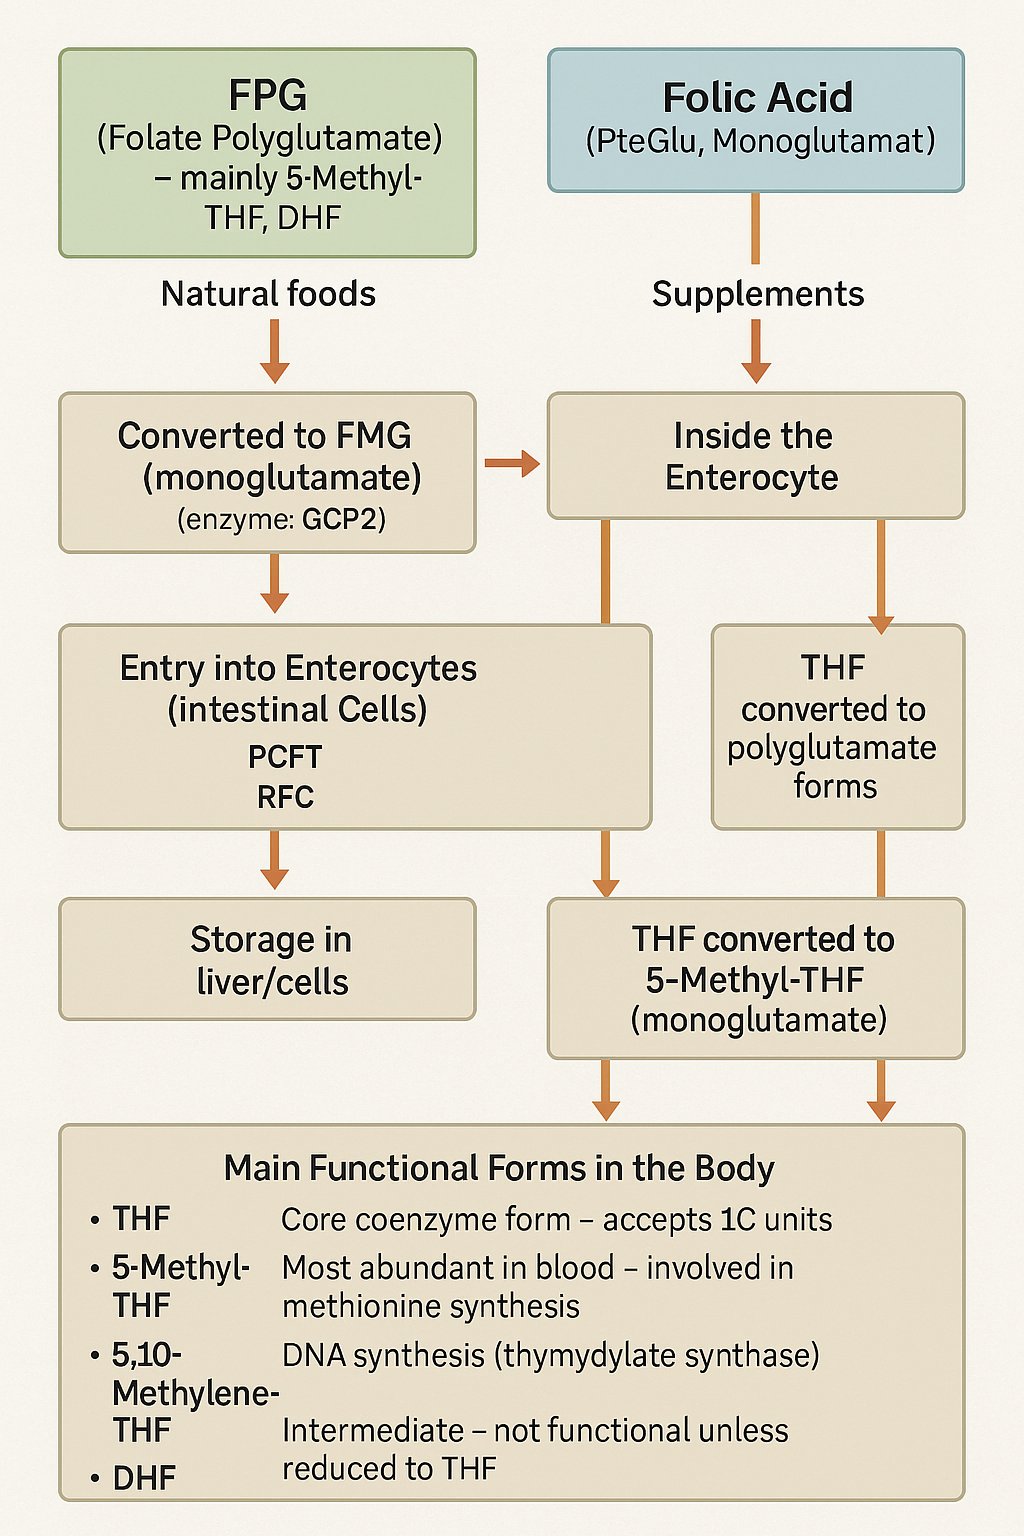 FPG
(Folate Polyglutamate)
– mainly 5-Methyl-
THF, DHF
Folic Acid
(PteGlu, Monoglutamat)
Natural foods
Supplements
Converted to FMG
(monoglutamate)
(enzyme: GCP2)
Inside the
Enterocyte
Entry into Enterocytes
(intestinal Cells)
PCFT
RFC
THF
converted to
polyglutamate
forms
Storage in
liver/cells
THF converted to
5-Methyl-THF
(monoglutamate)
Main Functional Forms in the Body
• THF Core coenzyme form – accepts 1C units
• 5-Methyl- Most abundant in blood – involved in
THF methionine synthesis
• 5,10- DNA synthesis (thymydylate synthase)
Methylene-
THF Intermediate – not functional unless
reduced to THF
• DHF